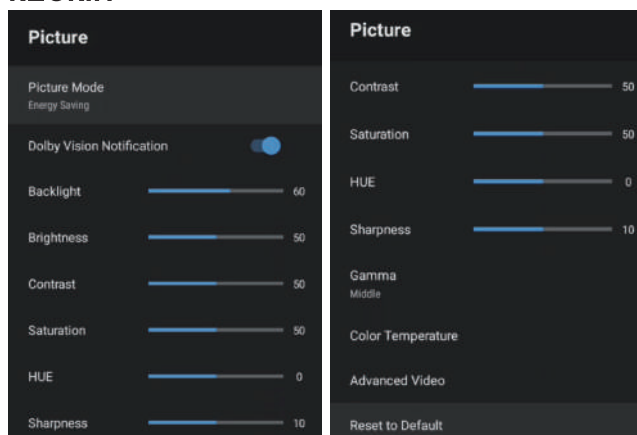 Picture
Picture Mode
Energy Saving
Dolby Vision Notification
Backlight 60
Brightness 50
Contrast 50
Saturation 50
HUE 0
Sharpness 10
Picture
Contrast 50
Saturation 50
HUE 0
Sharpness 10
Gamma
Middle
Color Temperature
Advanced Video
Reset to Default